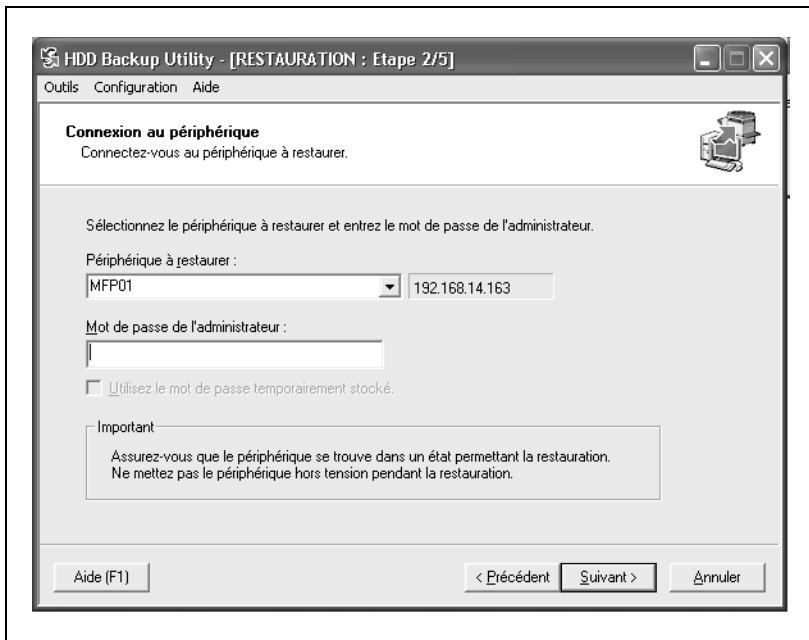 HDD Backup Utility - [RESTAURATION : Etape 2/5]
Outils Configuration Aide
Connexion au périphérique
Connectez-vous au périphérique à restaurer.
Sélectionnez le périphérique à restaurer et entrez le mot de passe de l'administrateur.
Périphérique à restaurer :
MFP01 192.168.14.163
Mot de passe de l'administrateur :
Utilisez le mot de passe temporairement stocké.
Important
Assurez-vous que le périphérique se trouve dans un état permettant la restauration.
Ne mettez pas le périphérique hors tension pendant la restauration.
Aide (F1) < Précédent Suivant > Annuler